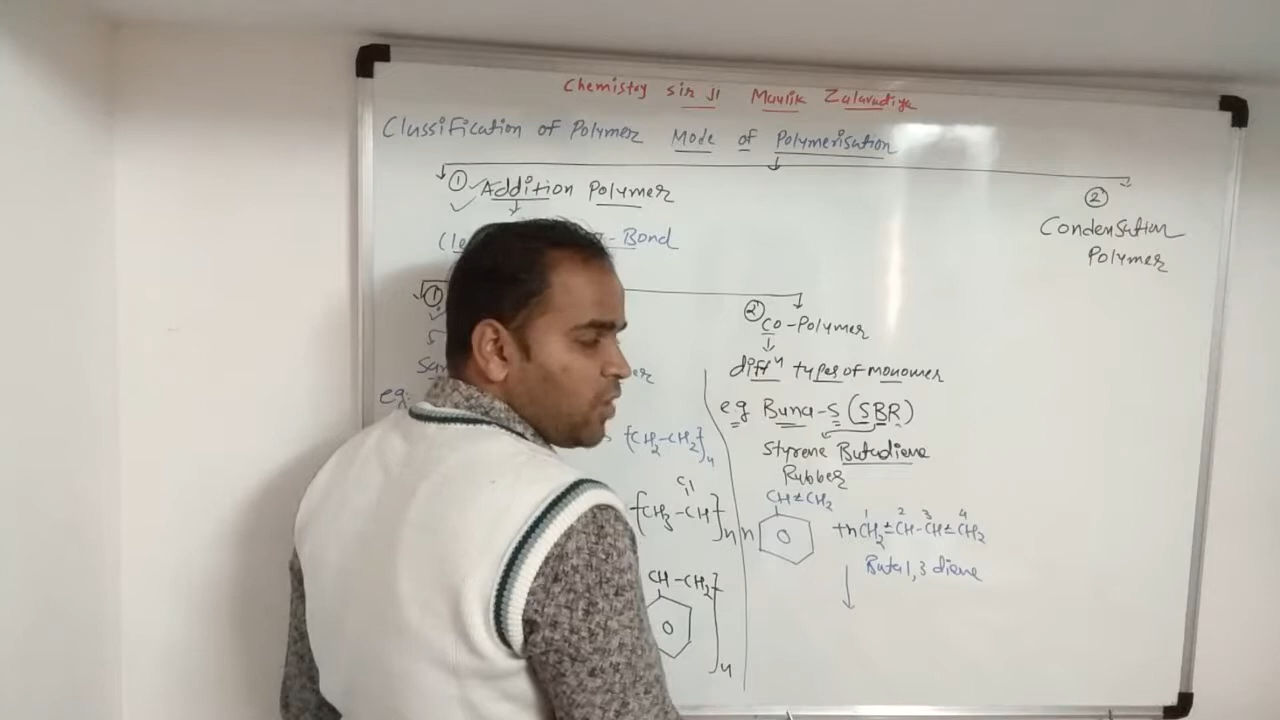 Chemistry sir Ji Maulik Zalavadiya
Classification of Polymer Mode of Polymerisation
① Addition Polymer
- Bond
①
eg:
{CH₂-CH₂}n
Cl
{CH₂-CH}n
CH-CH₂}n
② Co-Polymer
diffⁿ types of monomer
e.g Buna-S (SBR)
Styrene Butadiene
Rubber
CH=CH₂
n
1 2 3 4
+nCH₂=CH-CH=CH₂
Buta 1, 3 diene
②
Condensation
Polymer